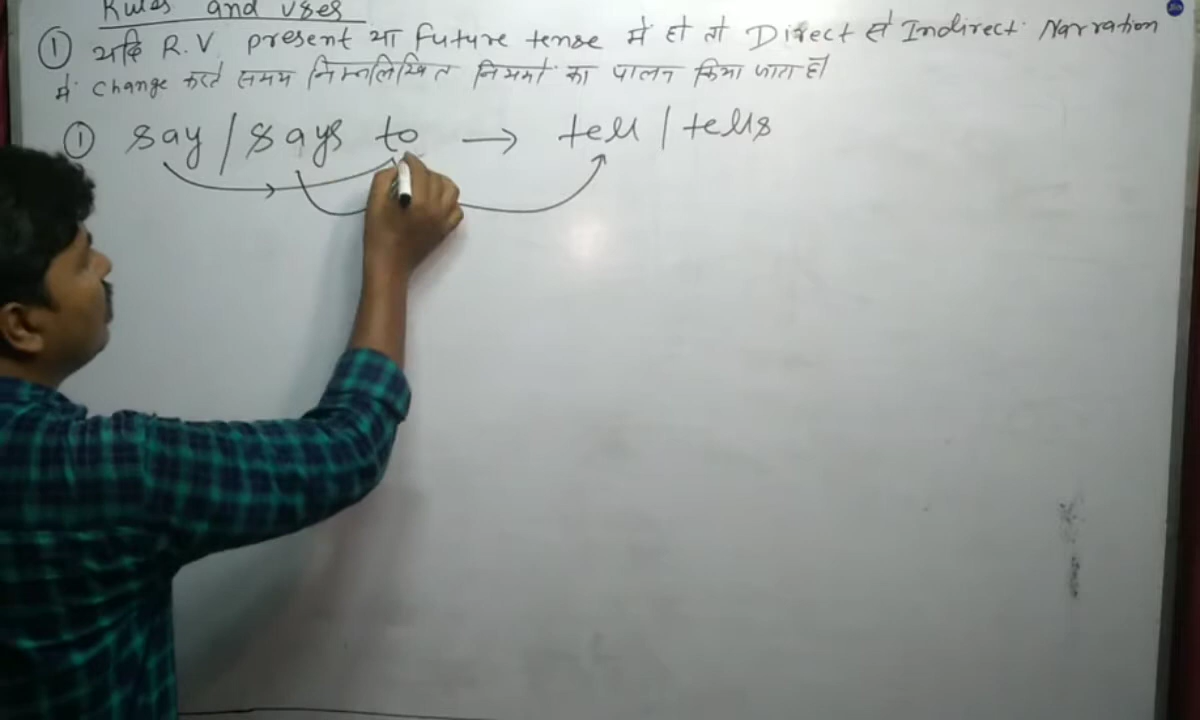 Rules and uses
① यदि R.V present या future tense में हो तो Direct से Indirect Narration
में change करते समय निम्नलिखित नियमों का पालन किया जाता है।
① say / says to → tell / tells